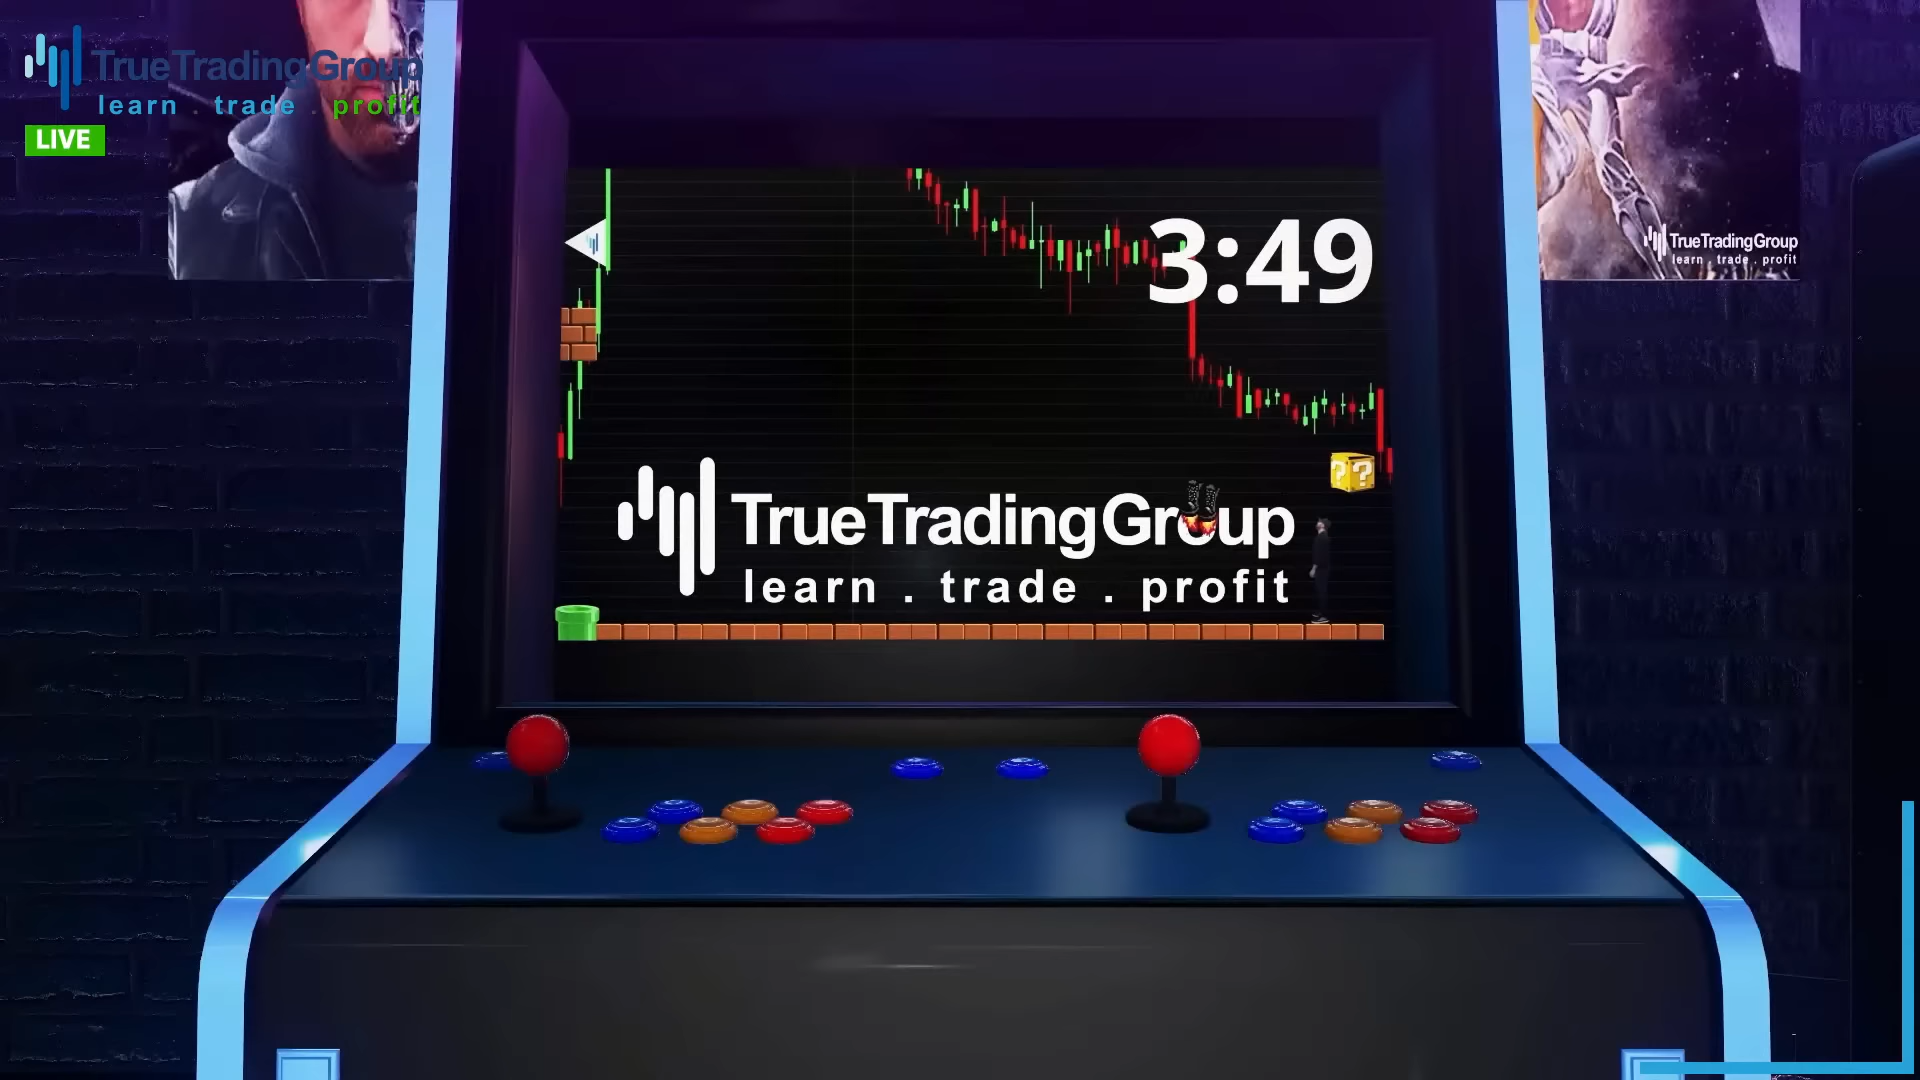 TrueTradingGroup
learn . trade . profit
LIVE
3:49
TrueTradingGroup
learn . trade . profit
TrueTradingGroup
learn . trade . profit
? ?